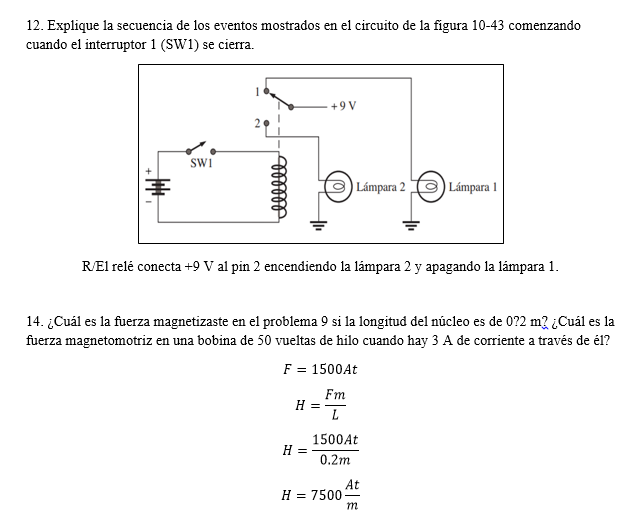 12. Explique la secuencia de los eventos mostrados en el circuito de la figura 10-43 comenzando
cuando el interruptor 1 (SW1) se cierra.
1
+9 V
2
SW1
+
−
Lámpara 2
Lámpara 1
R/El relé conecta +9 V al pin 2 encendiendo la lámpara 2 y apagando la lámpara 1.
14. ¿Cuál es la fuerza magnetizaste en el problema 9 si la longitud del núcleo es de 0?2 m? ¿Cuál es la
fuerza magnetomotriz en una bobina de 50 vueltas de hilo cuando hay 3 A de corriente a través de él?
F = 1500At
H = Fm/L
H = 1500At/0.2m
H = 7500 At/m